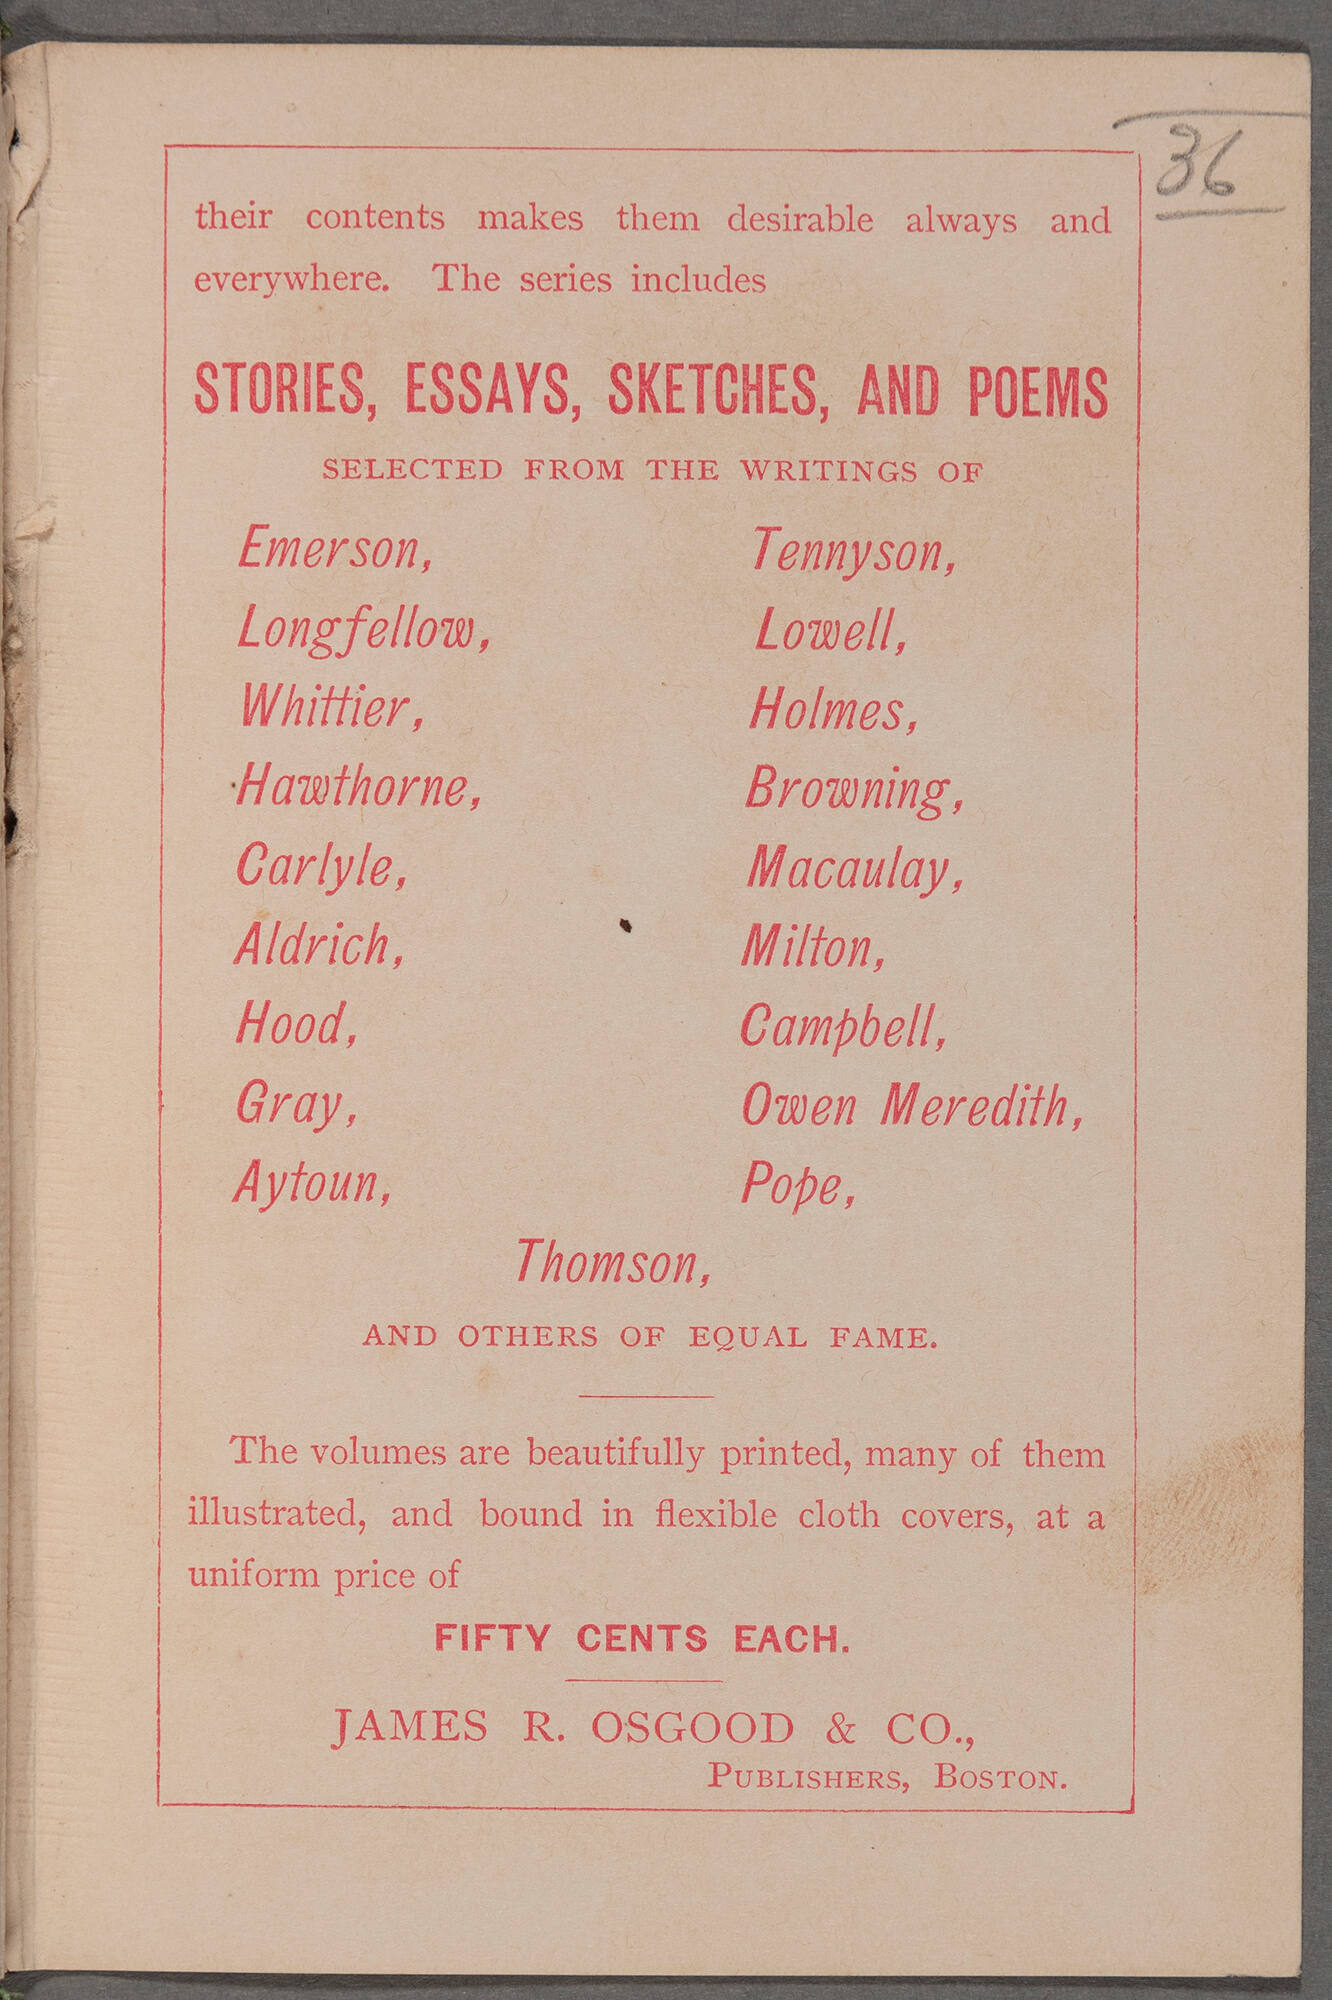 36
their contents makes them desirable always and
everywhere. The series includes
STORIES, ESSAYS, SKETCHES, AND POEMS
SELECTED FROM THE WRITINGS OF
Emerson, Tennyson,
Longfellow, Lowell,
Whittier, Holmes,
Hawthorne, Browning,
Carlyle, Macaulay,
Aldrich, Milton,
Hood, Campbell,
Gray, Owen Meredith,
Aytoun, Pope,
Thomson,
AND OTHERS OF EQUAL FAME.
The volumes are beautifully printed, many of them
illustrated, and bound in flexible cloth covers, at a
uniform price of
FIFTY CENTS EACH.
JAMES R. OSGOOD & CO.,
PUBLISHERS, BOSTON.